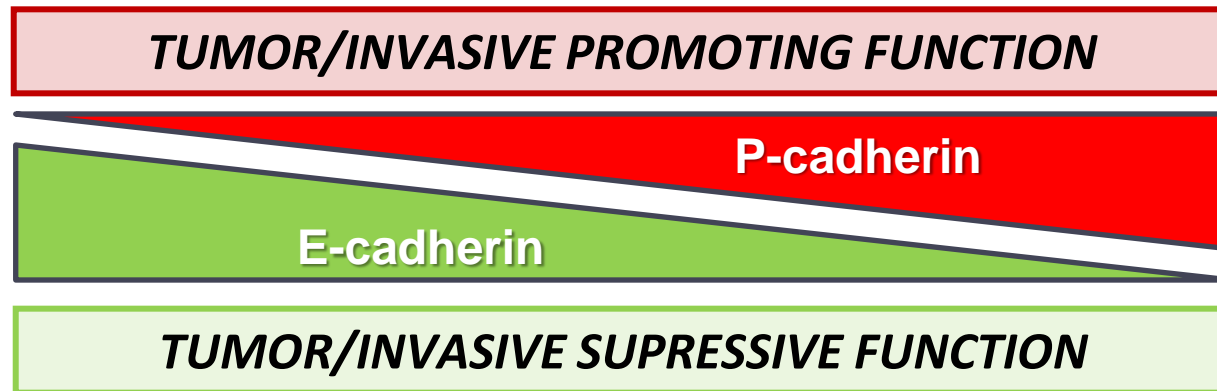 TUMOR/INVASIVE PROMOTING FUNCTION
P-cadherin
E-cadherin
TUMOR/INVASIVE SUPRESSIVE FUNCTION